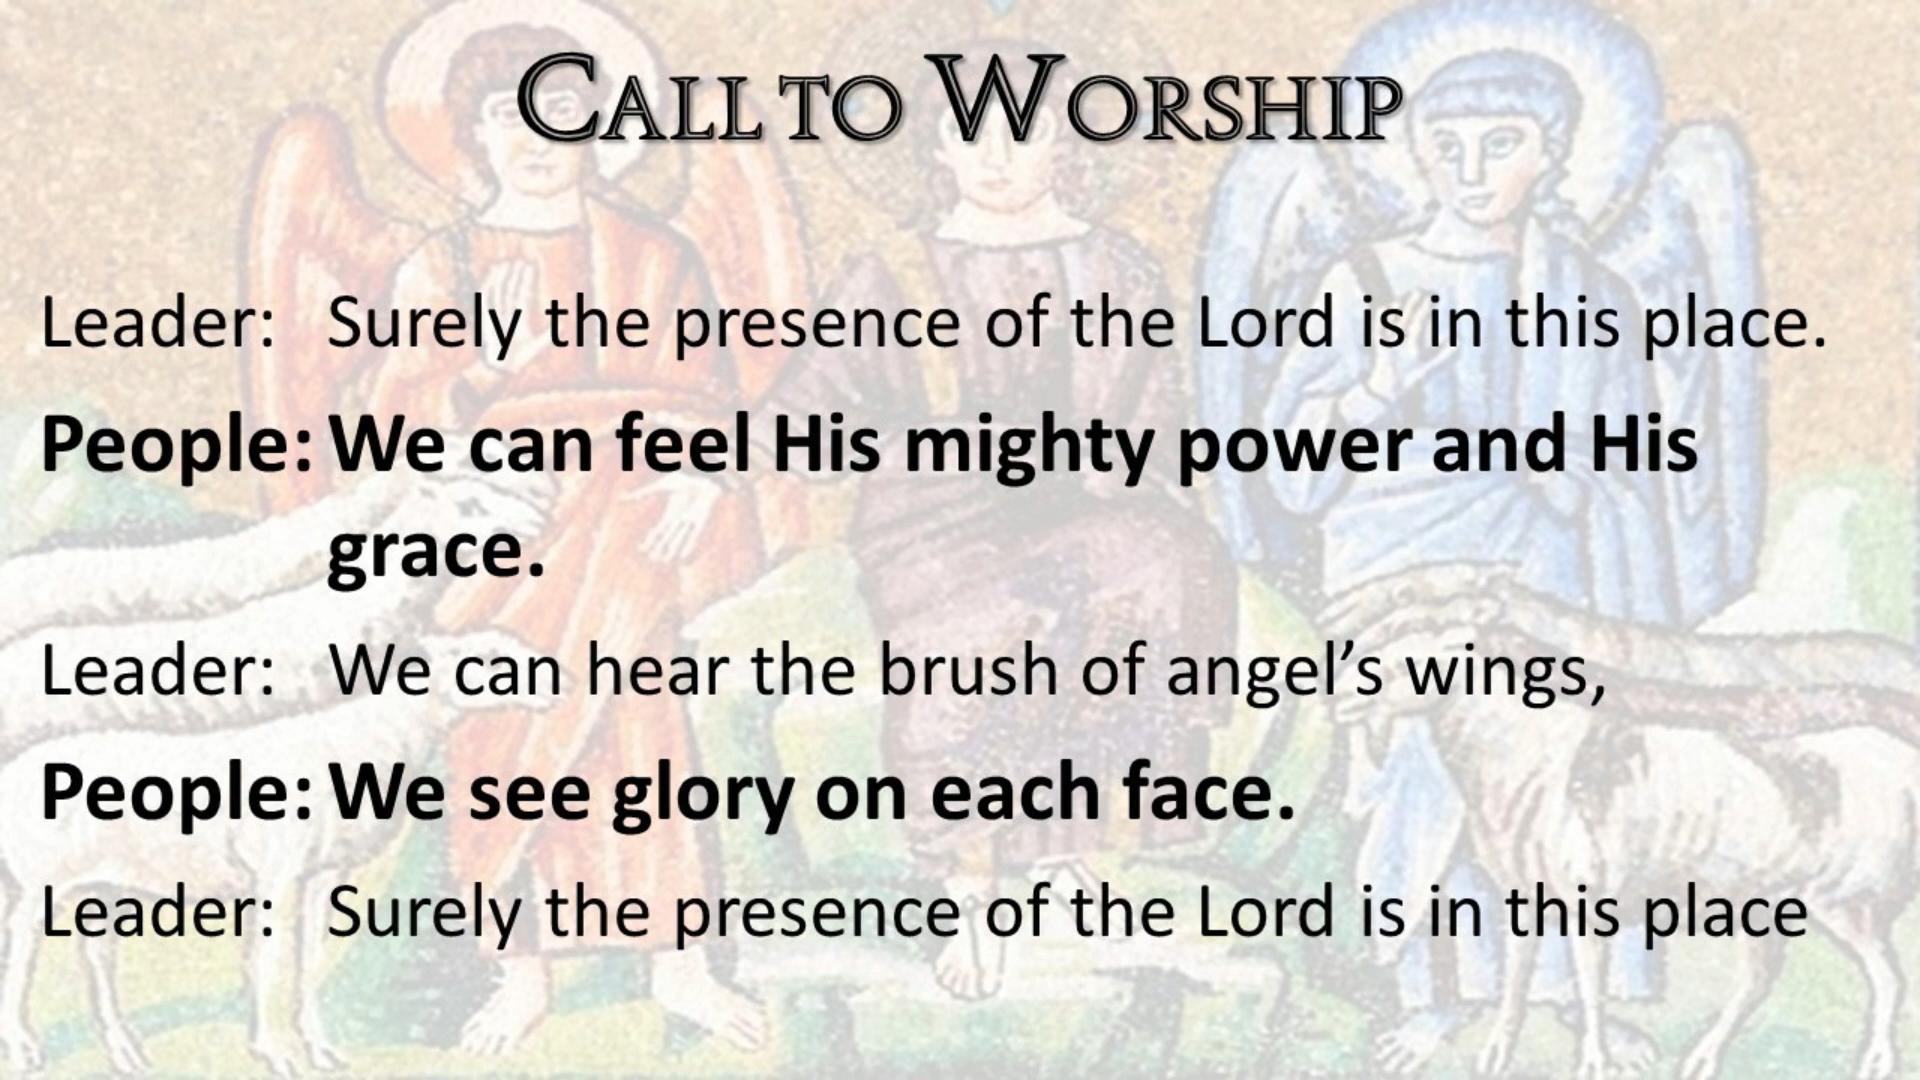 CALL TO WORSHIP
Leader: Surely the presence of the Lord is in this place.
People: We can feel His mighty power and His
grace.
Leader: We can hear the brush of angel’s wings,
People: We see glory on each face.
Leader: Surely the presence of the Lord is in this place